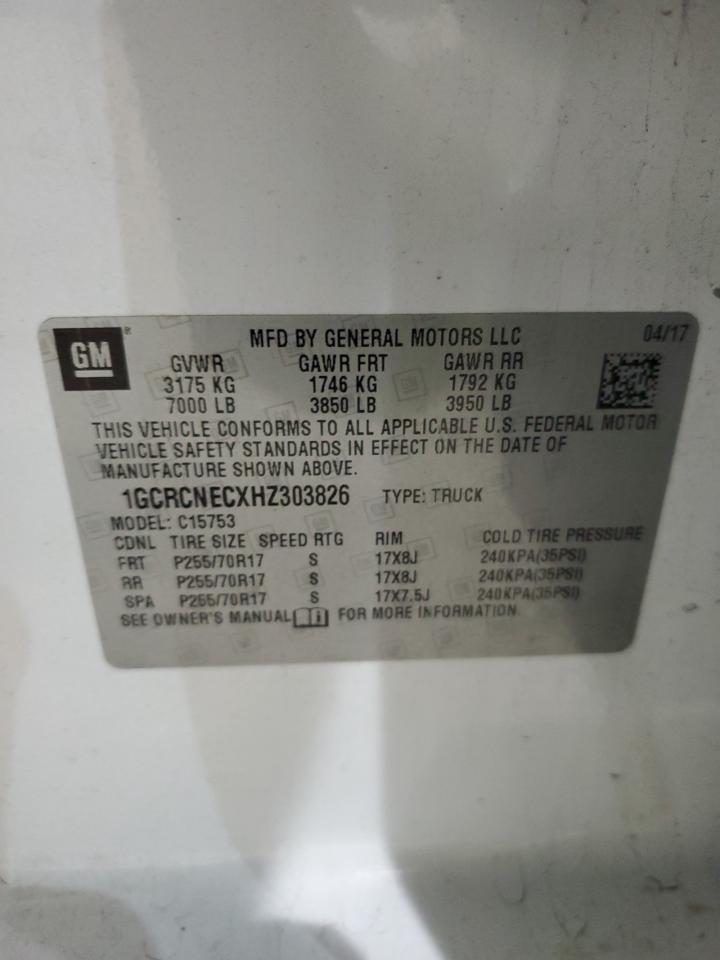 GM ® MFD BY GENERAL MOTORS LLC 04/17
GVWR GAWR FRT GAWR RR
3175 KG 1746 KG 1792 KG
7000 LB 3850 LB 3950 LB
THIS VEHICLE CONFORMS TO ALL APPLICABLE U.S. FEDERAL MOTOR
VEHICLE SAFETY STANDARDS IN EFFECT ON THE DATE OF
MANUFACTURE SHOWN ABOVE.
1GCRCNECXHZ303826 TYPE: TRUCK
MODEL: C15753
CDNL TIRE SIZE SPEED RTG RIM COLD TIRE PRESSURE
FRT P255/70R17 S 17X8J 240KPA(35PSI)
RR P255/70R17 S 17X8J 240KPA(35PSI)
SPA P255/70R17 S 17X7.5J 240KPA(35PSI)
SEE OWNER'S MANUAL FOR MORE INFORMATION.